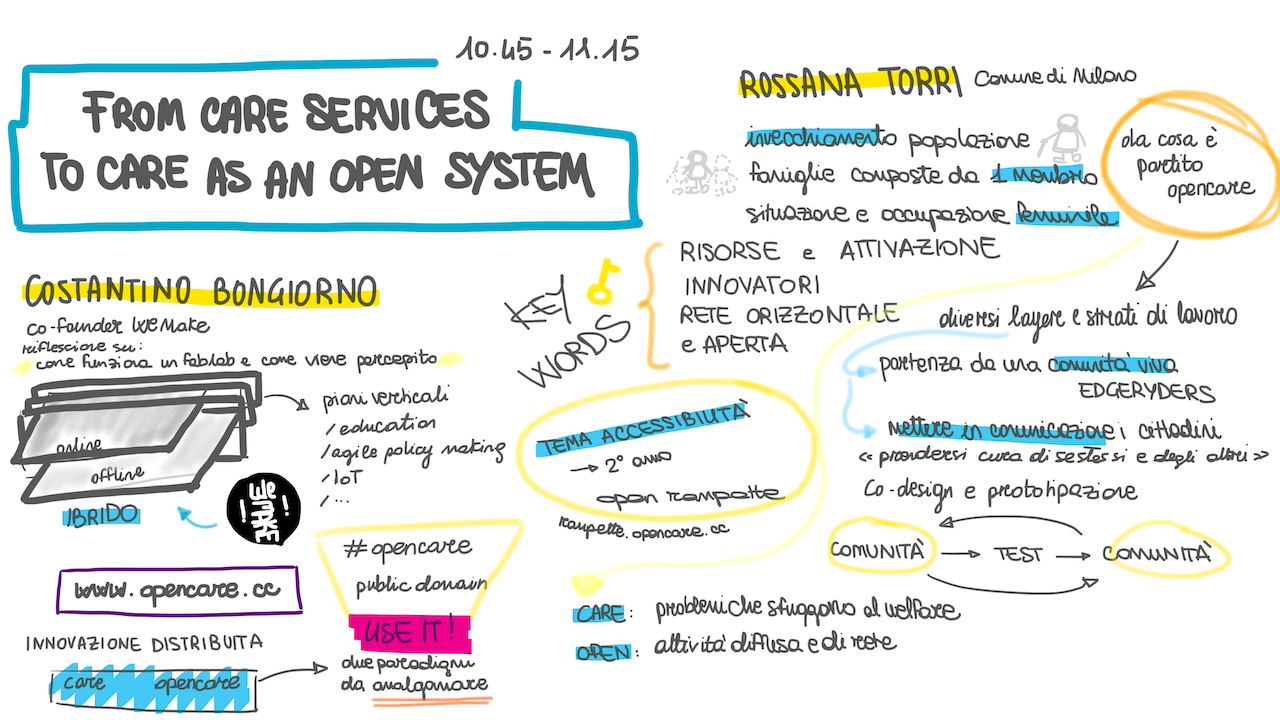 10.45 - 11.15
FROM CARE SERVICES
TO CARE AS AN OPEN SYSTEM
COSTANTINO BONGIORNO
co-founder WeMake
riflessione su:
come funziona un fablab e come viene percepito
online
offline
IBRIDO
piani verticali
/education
/agile policy making
/IoT
/...
WE
MAKE
www.opencare.cc
INNOVAZIONE DISTRIBUITA
care opencare
#opencare
public domain
USE IT!
due paradigmi
da amalgamare
KEY
WORDS
RISORSE e ATTIVAZIONE
INNOVATORI
RETE ORIZZONTALE
e APERTA
TEMA ACCESSIBILITÀ
→ 2° anno
open rampette
rampette.opencare.cc
ROSSANA TORRI Comune di Milano
invecchiamento popolazione
famiglie composte da 1 membro
situazione e occupazione femminile
da cosa è
partito
opencare
diversi layer e strati di lavoro
partenza da una comunità viva
EDGERYDERS
mettere in comunicazione i cittadini
«prendersi cura di se stessi e degli altri»
Co-design e prototipazione
COMUNITÀ → TEST → COMUNITÀ
CARE: problemi che sfuggono al welfare
OPEN: attività diffusa e di rete